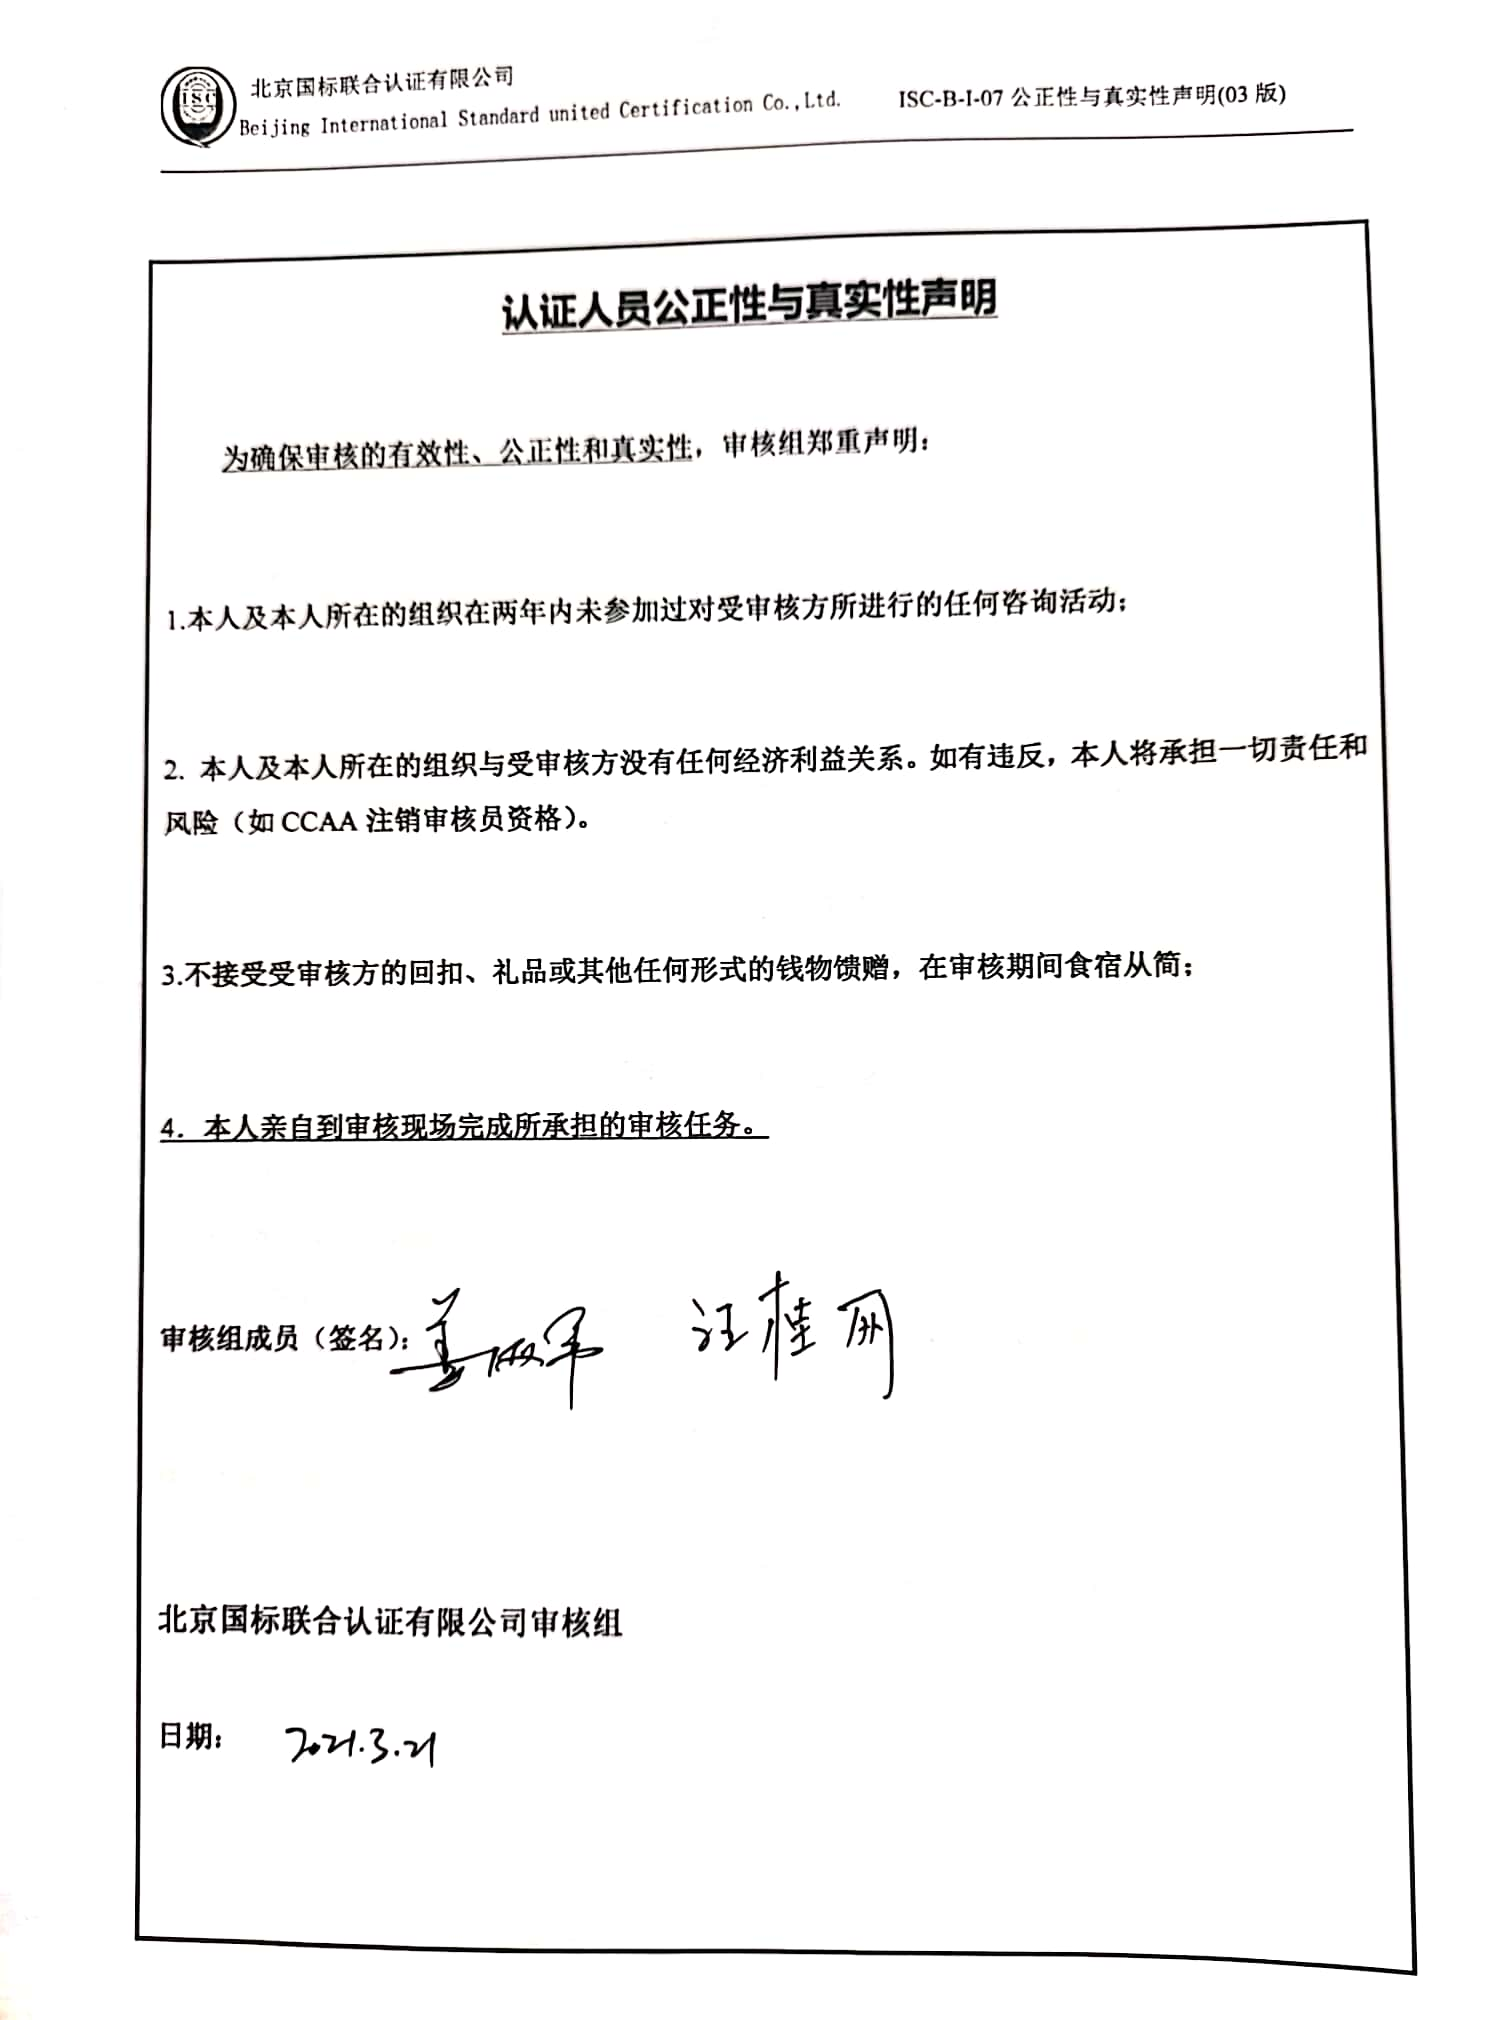 ISC
北京国标联合认证有限公司
Beijing International Standard united Certification Co.,Ltd. ISC-B-I-07 公正性与真实性声明(03 版)
认证人员公正性与真实性声明
为确保审核的有效性、公正性和真实性，审核组郑重声明：
1.本人及本人所在的组织在两年内未参加过对受审核方所进行的任何咨询活动；
2. 本人及本人所在的组织与受审核方没有任何经济利益关系。如有违反，本人将承担一切责任和
风险（如 CCAA 注销审核员资格）。
3.不接受受审核方的回扣、礼品或其他任何形式的钱物馈赠，在审核期间食宿从简；
4. 本人亲自到审核现场完成所承担的审核任务。
审核组成员（签名）： 汪桂
北京国标联合认证有限公司审核组
日期： 2021.3.21